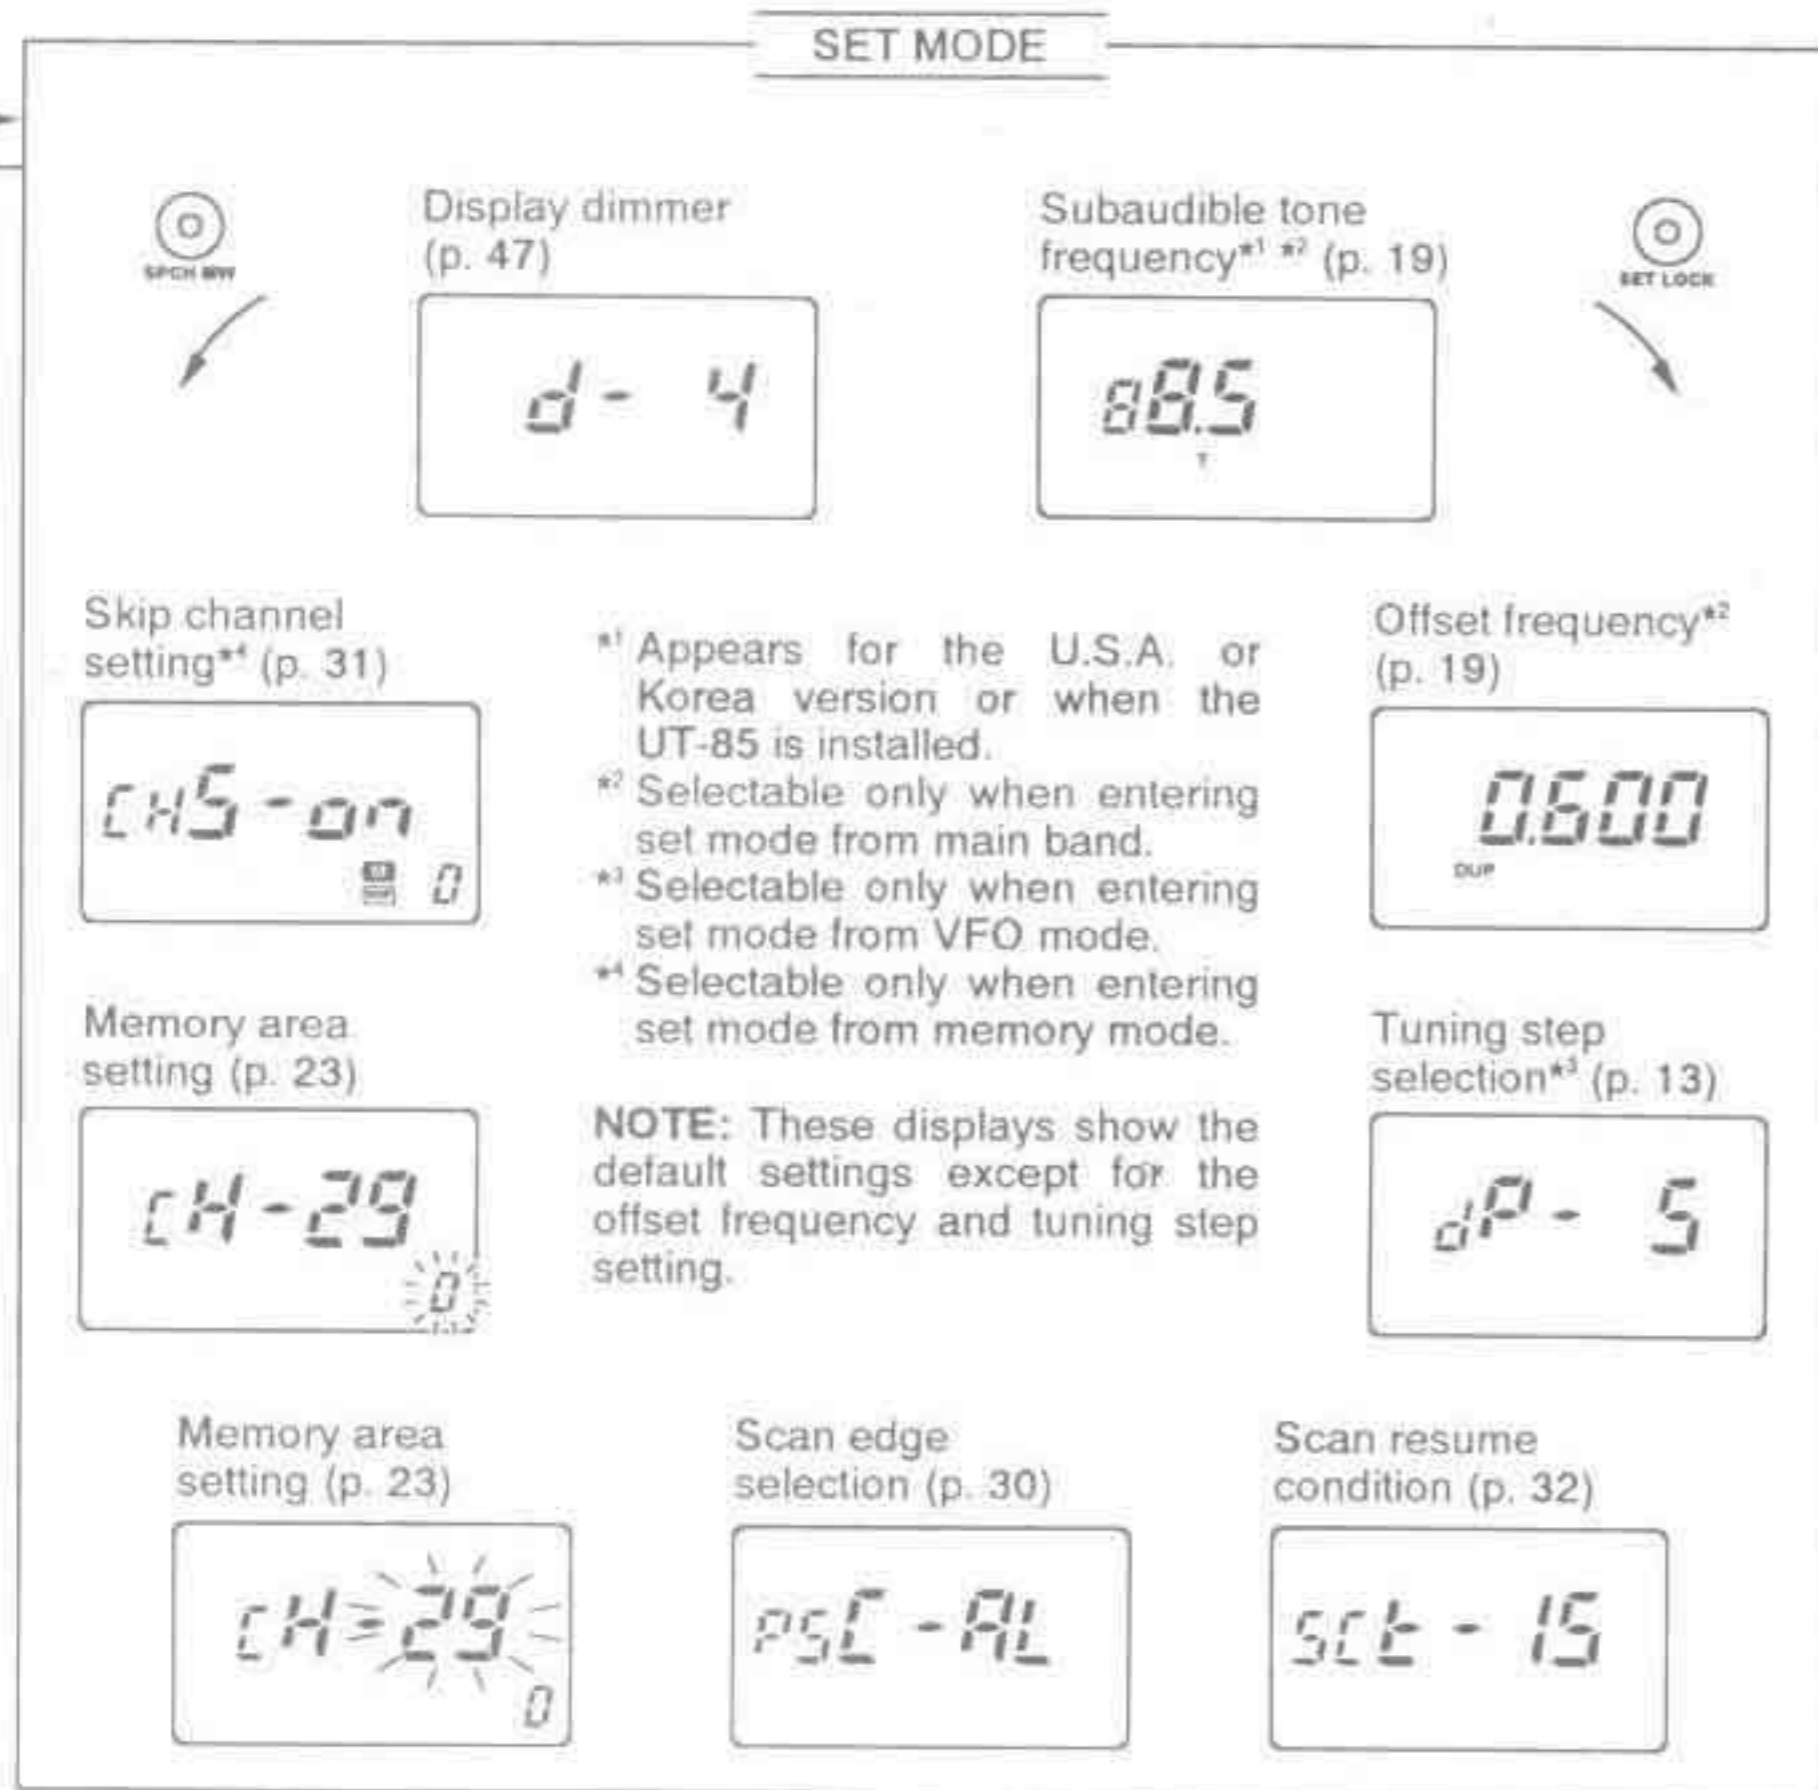 SET MODE
SPCH MW
Display dimmer
(p. 47)
d- 4
Subaudible tone
frequency*1 *2 (p. 19)
88.5
T
SET LOCK
Skip channel
setting*4 (p. 31)
CHS-on
0
*1 Appears for the U.S.A. or
Korea version or when the
UT-85 is installed.
*2 Selectable only when entering
set mode from main band.
*3 Selectable only when entering
set mode from VFO mode.
*4 Selectable only when entering
set mode from memory mode.
Offset frequency*2
(p. 19)
0.600
DUP
Memory area
setting (p. 23)
CH-29
0
NOTE: These displays show the
default settings except for the
offset frequency and tuning step
setting.
Tuning step
selection*3 (p. 13)
dP- 5
Memory area
setting (p. 23)
CH-29
0
Scan edge
selection (p. 30)
PSC-AL
Scan resume
condition (p. 32)
SCt-15